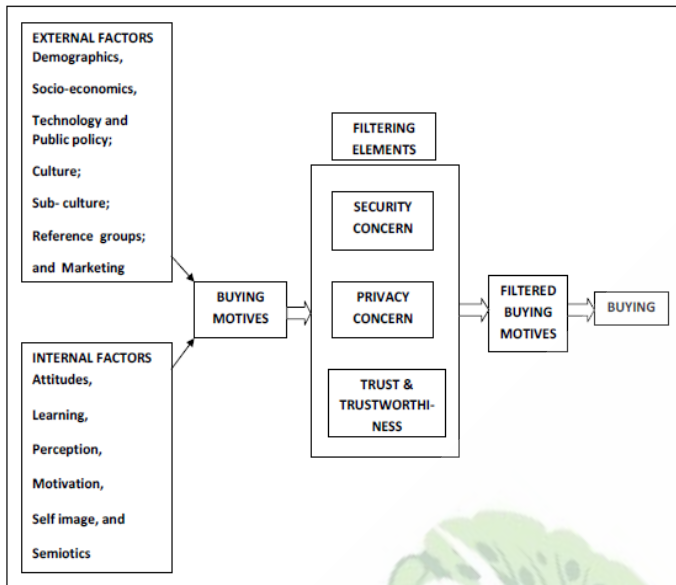 EXTERNAL FACTORS
Demographics,
Socio-economics,
Technology and
Public policy;
Culture;
Sub- culture;
Reference groups;
and Marketing
INTERNAL FACTORS
Attitudes,
Learning,
Perception,
Motivation,
Self image, and
Semiotics
BUYING
MOTIVES
FILTERING
ELEMENTS
SECURITY
CONCERN
PRIVACY
CONCERN
TRUST &
TRUSTWORTHI-
NESS
FILTERED
BUYING
MOTIVES
BUYING